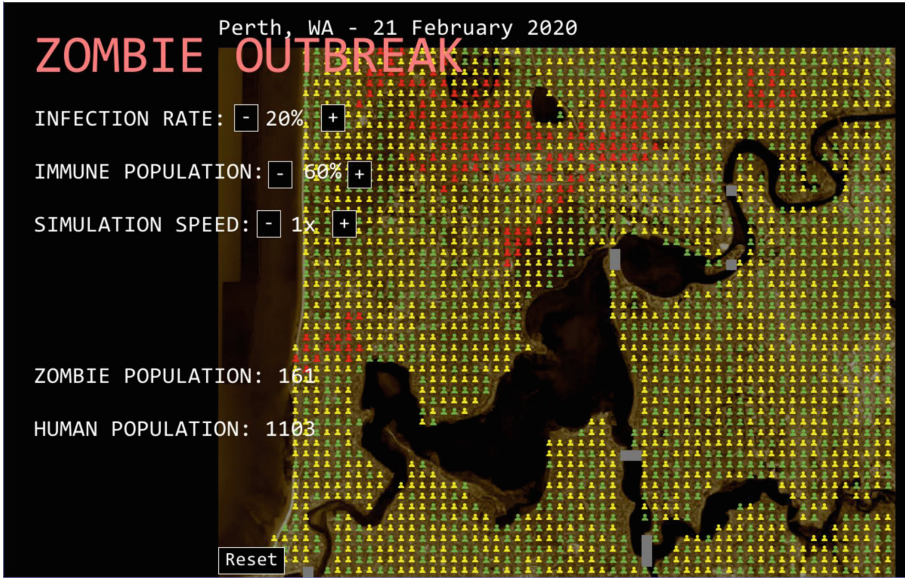 Perth, WA - 21 February 2020
ZOMBIE OUTBREAK
INFECTION RATE: - 20% +
IMMUNE POPULATION: - 60% +
SIMULATION SPEED: - 1x +
ZOMBIE POPULATION: 161
HUMAN POPULATION: 1103
Reset